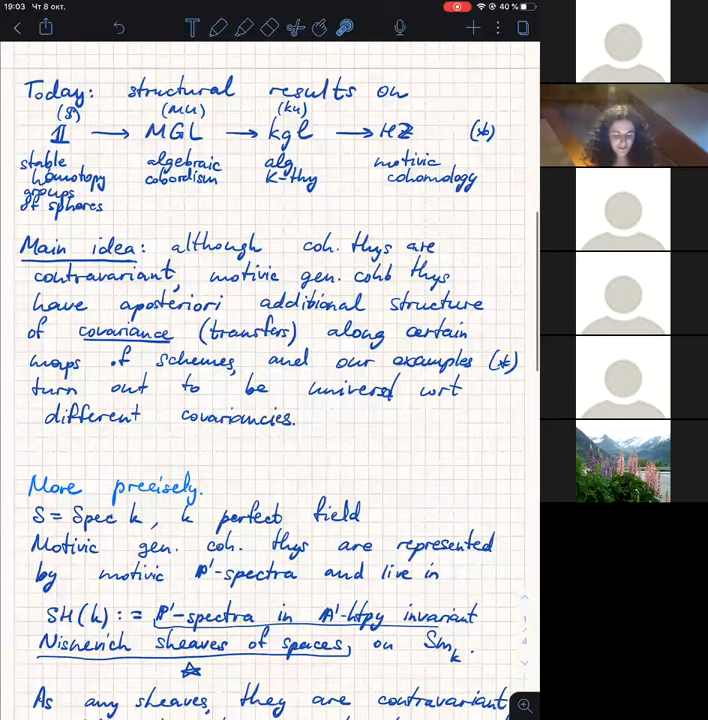 19:03 Чт 8 окт. 40 %
Today: structural results on
(S) (MU) (ku)
𝟙 → MGL → kgl → HZ (*)
stable algebraic alg motivic
homotopy cobordism K-thy cohomology
groups
of spheres
Main idea: although coh. thys are
contravariant, motivic gen. coh thys
have aposteriori additional structure
of covariance (transfers) along certain
maps of schemes, and our examples (*)
turn out to be universal wrt
different covariancies.
More precisely.
S = Spec k, k perfect field
Motivic gen. coh. thys are represented
by motivic P¹-spectra and live in
SH(k) := P¹-spectra in A¹-htpy invariant
Nisnevich sheaves of spaces, on Smₖ.
As any sheaves, they are contravariant
1
4